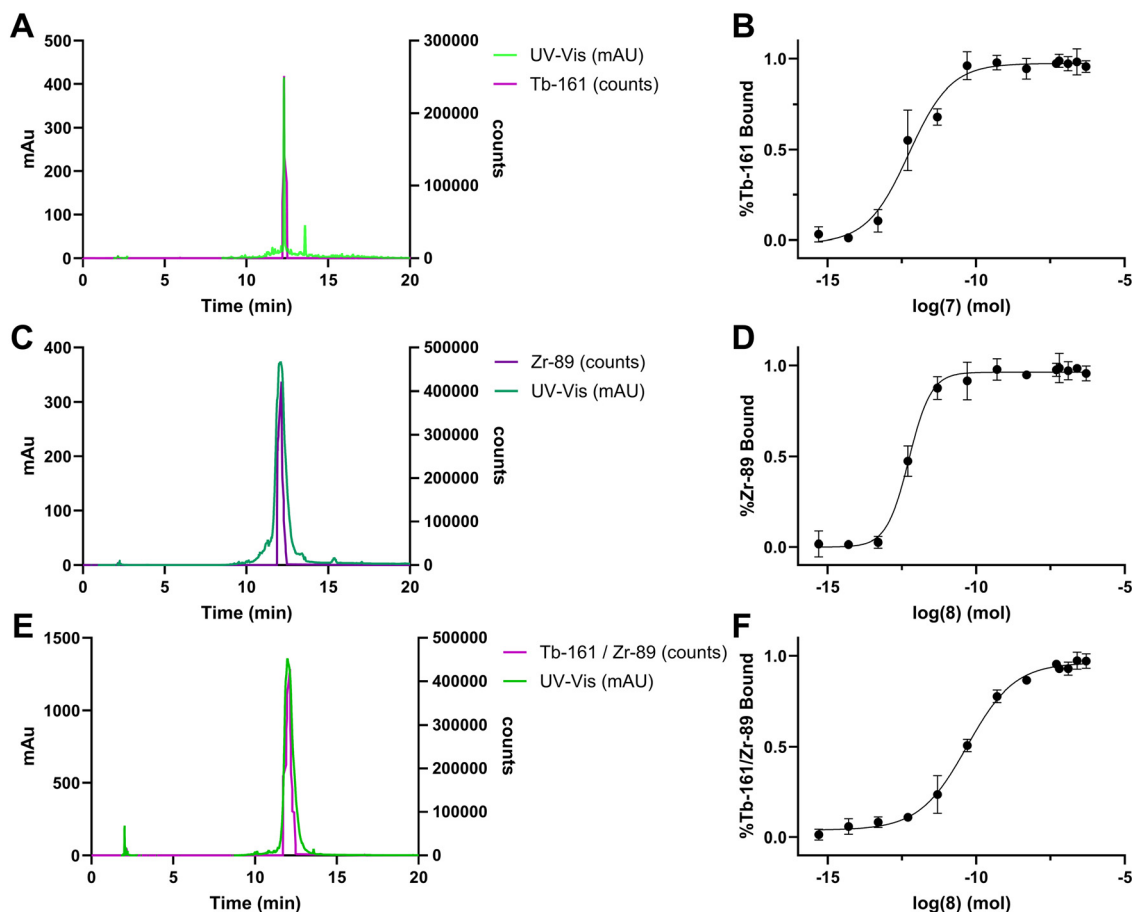 A
500
400
300
200
100
0
mAu
300000
200000
100000
0
counts
0 5 10 15 20
Time (min)
UV-Vis (mAU)
Tb-161 (counts)
B
1.0
0.5
0.0
%Tb-161 Bound
-15 -10 -5
log(7) (mol)
C
400
300
200
100
0
mAu
500000
400000
300000
200000
100000
0
counts
0 5 10 15 20
Time (min)
Zr-89 (counts)
UV-Vis (mAU)
D
1.0
0.5
0.0
%Zr-89 Bound
-15 -10 -5
log(8) (mol)
E
1500
1000
500
0
mAu
500000
400000
300000
200000
100000
0
counts
0 5 10 15 20
Time (min)
Tb-161 / Zr-89 (counts)
UV-Vis (mAU)
F
1.0
0.5
0.0
%Tb-161/Zr-89 Bound
-15 -10 -5
log(8) (mol)